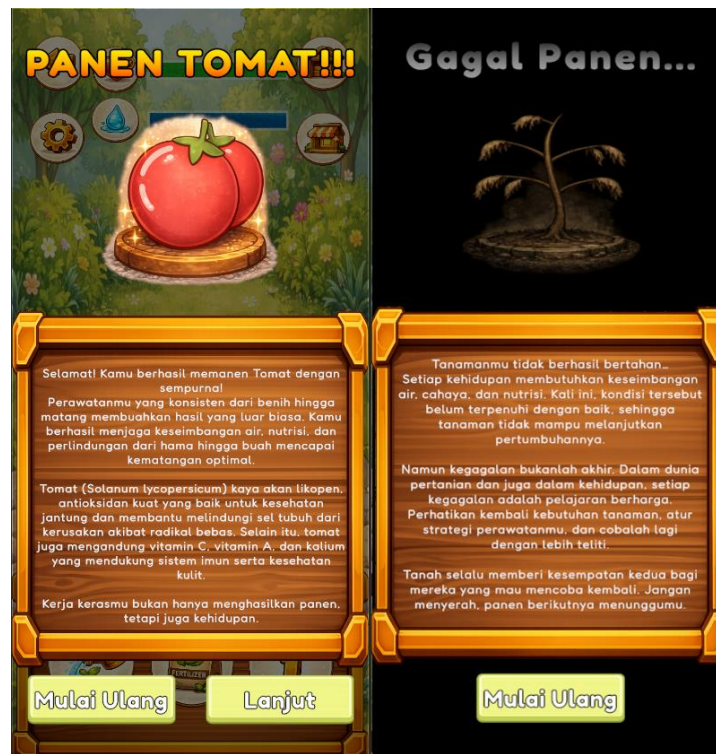 PANEN TOMAT!!!
Selamat! Kamu berhasil memanen Tomat dengan
sempurna!
Perawatanmu yang konsisten dari benih hingga
matang membuahkan hasil yang luar biasa. Kamu
berhasil menjaga keseimbangan air, nutrisi, dan
perlindungan dari hama hingga buah mencapai
kematangan optimal.
Tomat (Solanum lycopersicum) kaya akan likopen,
antioksidan kuat yang baik untuk kesehatan
jantung dan membantu melindungi sel tubuh dari
kerusakan akibat radikal bebas. Selain itu, tomat
juga mengandung vitamin C, vitamin A, dan kalium
yang mendukung sistem imun serta kesehatan
kulit.
Kerja kerasmu bukan hanya menghasilkan panen,
tetapi juga kehidupan.
FERTILIZER
Mulai Ulang
Lanjut
Gagal Panen...
Tanamanmu tidak berhasil bertahan…
Setiap kehidupan membutuhkan keseimbangan
air, cahaya, dan nutrisi. Kali ini, kondisi tersebut
belum terpenuhi dengan baik, sehingga
tanaman tidak mampu melanjutkan
pertumbuhannya.
Namun kegagalan bukanlah akhir. Dalam dunia
pertanian dan juga dalam kehidupan, setiap
kegagalan adalah pelajaran berharga.
Perhatikan kembali kebutuhan tanaman, atur
strategi perawatanmu, dan cobalah lagi
dengan lebih teliti.
Tanah selalu memberi kesempatan kedua bagi
mereka yang mau mencoba kembali. Jangan
menyerah, panen berikutnya menunggumu.
Mulai Ulang